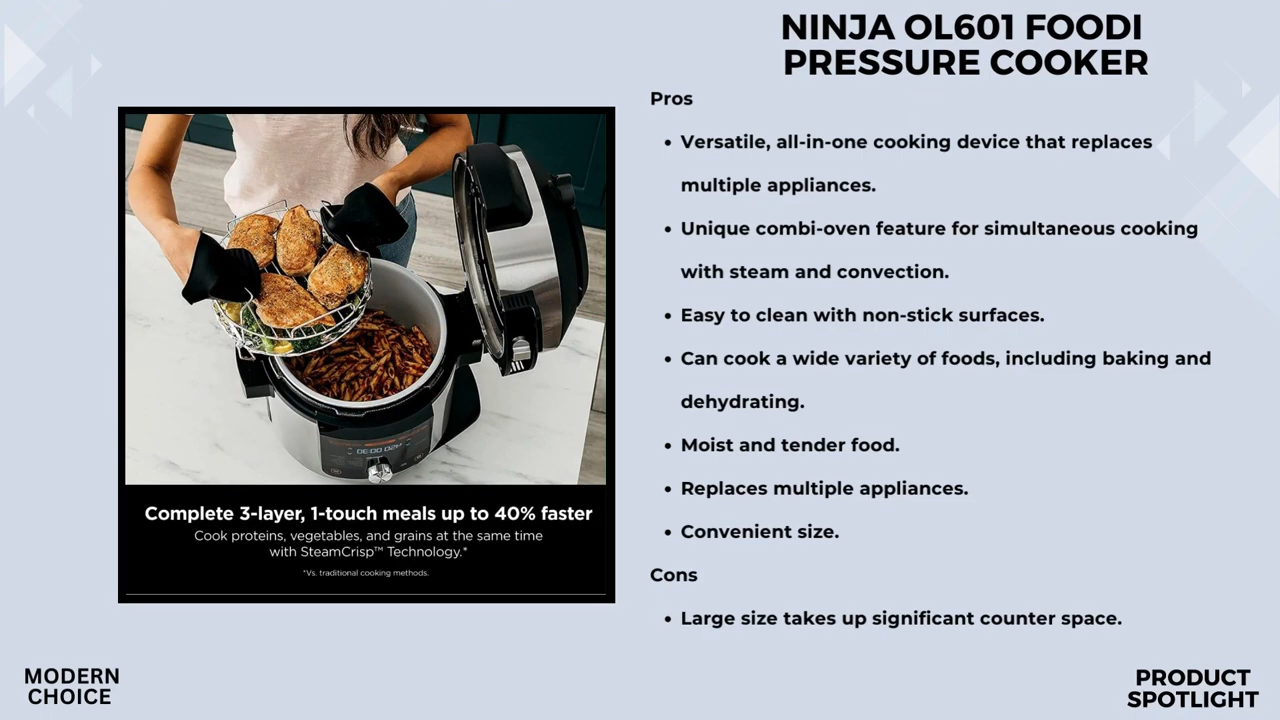 NINJA OL601 FOODI
PRESSURE COOKER
Pros
• Versatile, all-in-one cooking device that replaces
multiple appliances.
• Unique combi-oven feature for simultaneous cooking
with steam and convection.
• Easy to clean with non-stick surfaces.
• Can cook a wide variety of foods, including baking and
dehydrating.
• Moist and tender food.
• Replaces multiple appliances.
• Convenient size.
Cons
• Large size takes up significant counter space.
Complete 3-layer, 1-touch meals up to 40% faster
Cook proteins, vegetables, and grains at the same time
with SteamCrisp™ Technology.*
*Vs. traditional cooking methods.
MODERN
CHOICE
PRODUCT
SPOTLIGHT